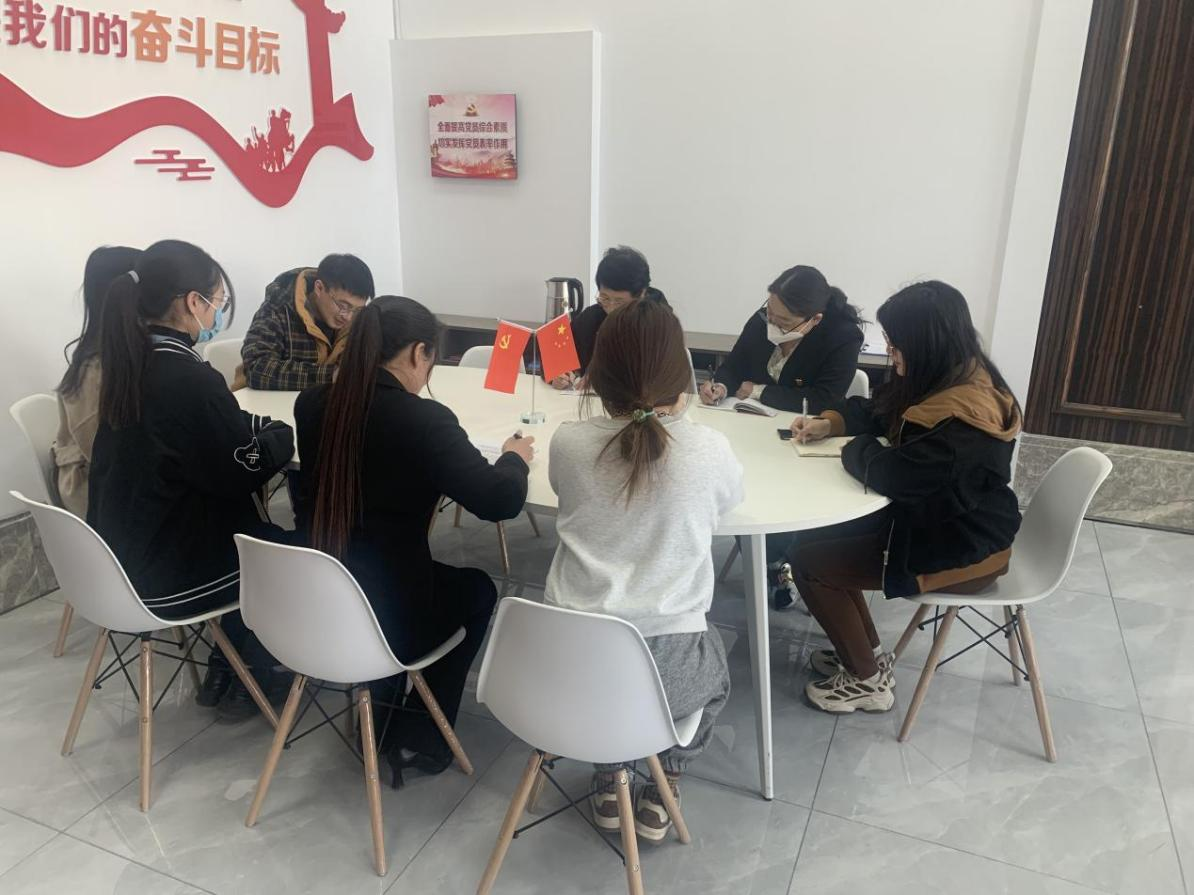 我们的奋斗目标
全面提高党员综合素质
切实发挥党员表率作用